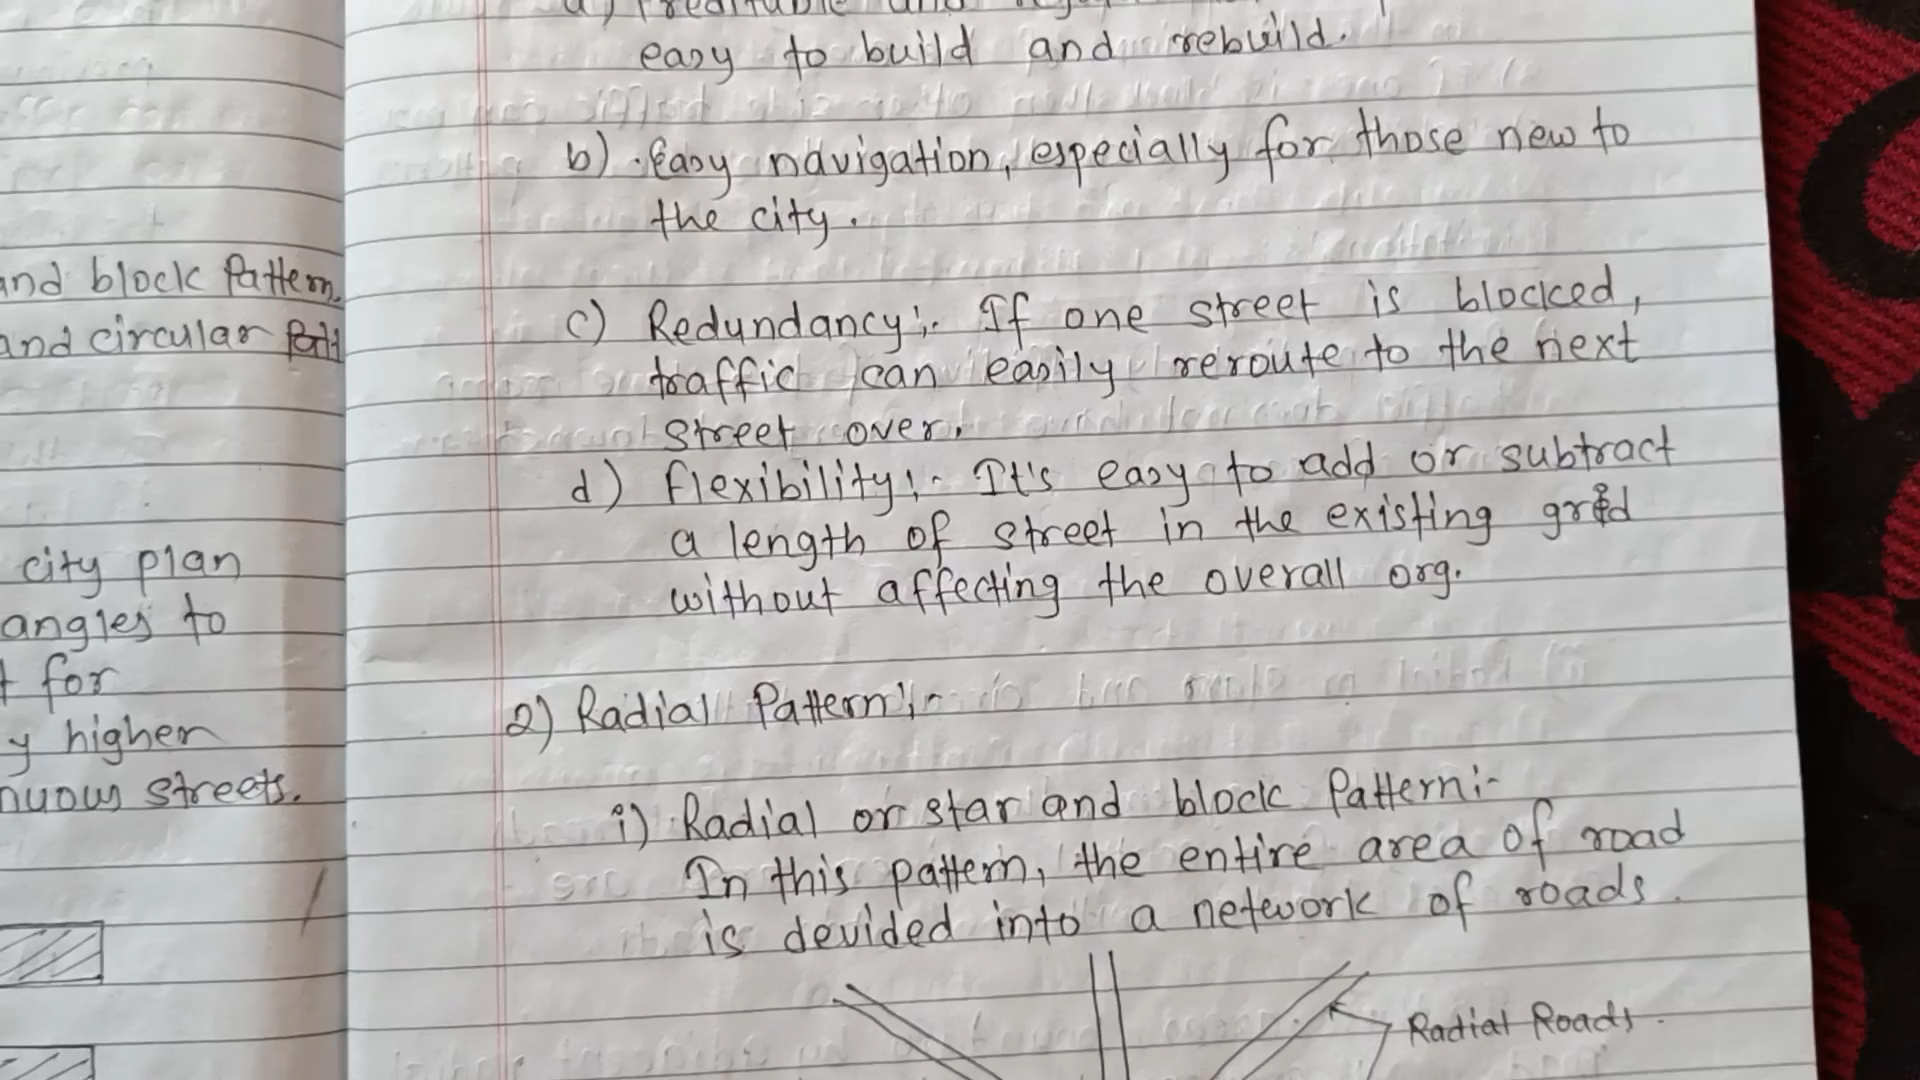 and block Pattern.
and circular
city plan
angles to
for
y higher
nuous streets.
easy to build and rebuild.
b) Easy navigation, especially for those new to
the city.
c) Redundancy:- If one street is blocked,
traffic can easily reroute to the next
street over.
d) flexibility:- It's easy to add or subtract
a length of street in the existing grid
without affecting the overall org.
2) Radial Pattern:-
i) Radial or star and block Pattern:-
In this pattern, the entire area of road
is devided into a network of roads.
Radial Roads.